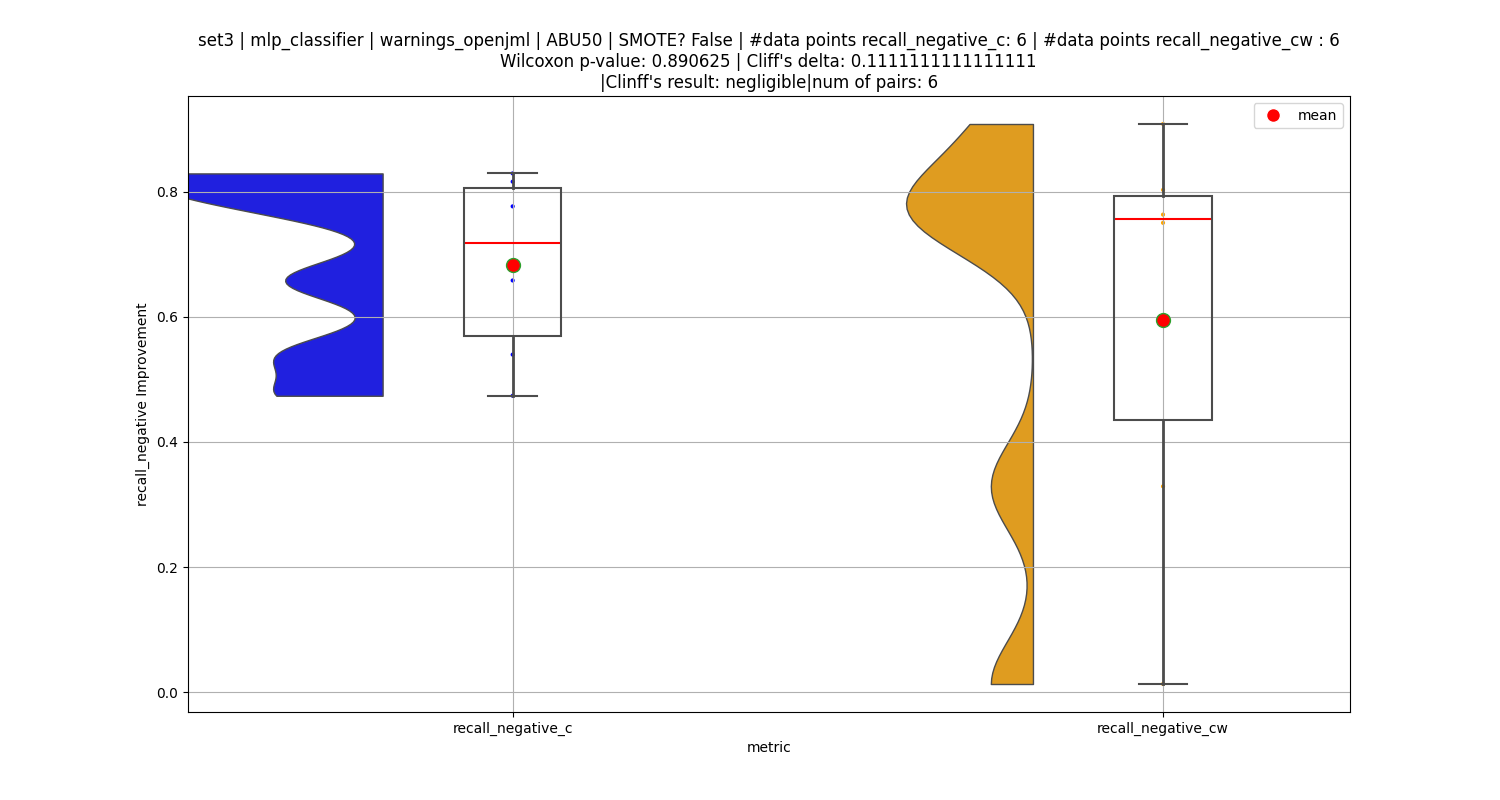 set3 | mlp_classifier | warnings_openjml | ABU50 | SMOTE? False | #data points recall_negative_c: 6 | #data points recall_negative_cw : 6
Wilcoxon p-value: 0.890625 | Cliff's delta: 0.1111111111111111
|Clinff's result: negligible|num of pairs: 6
mean
0.8
0.6
0.4
0.2
0.0
recall_negative Improvement
recall_negative_c
recall_negative_cw
metric